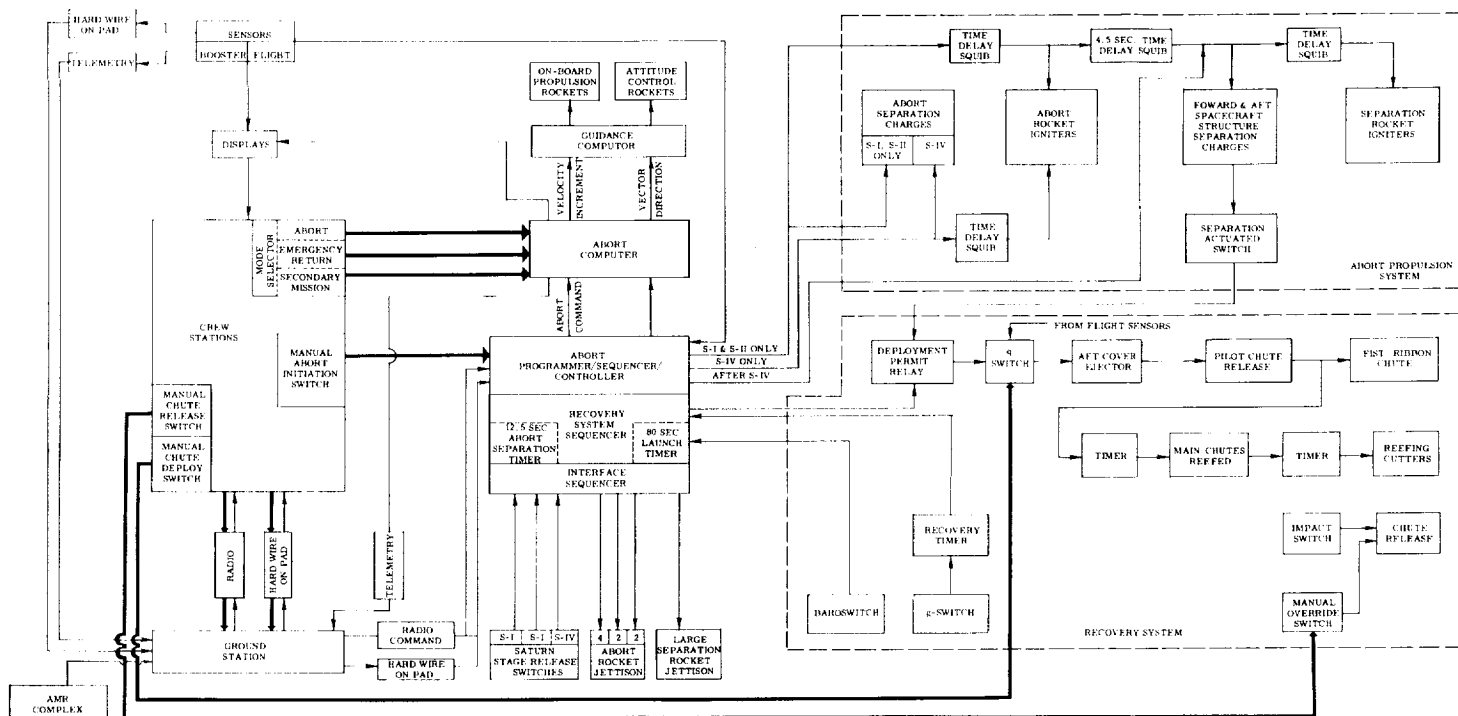 HARD WIRE
ON PAD
TELEMETRY
SENSORS
BOOSTER FLIGHT
DISPLAYS
ON-BOARD
PROPULSION
ROCKETS
ATTITUDE
CONTROL
ROCKETS
GUIDANCE
COMPUTOR
VELOCITY
INCREMENT
VECTOR
DIRECTION
MODE
SELECTOR
ABORT
EMERGENCY
RETURN
SECONDARY
MISSION
ABORT
COMPUTER
ABORT
COMMAND
CREW
STATIONS
MANUAL
ABORT
INITIATION
SWITCH
MANUAL
CHUTE
RELEASE
SWITCH
MANUAL
CHUTE
DEPLOY
SWITCH
ABORT
PROGRAMMER/SEQUENCER/
CONTROLLER
RECOVERY
SYSTEM
SEQUENCER
12.5 SEC
ABORT
SEPARATION
TIMER
80 SEC
LAUNCH
TIMER
INTERFACE
SEQUENCER
S-I & S-II ONLY
S-IV ONLY
AFTER S-IV
RADIO
HARD WIRE
ON PAD
TELEMETRY
GROUND
STATION
RADIO
COMMAND
HARD WIRE
ON PAD
AMR
COMPLEX
S-I S-I S-IV
SATURN
STAGE RELEASE
SWITCHES
4 2 2
ABORT
ROCKET
JETTISON
LARGE
SEPARATION
ROCKET
JETTISON
TIME
DELAY
SQUIB
4.5 SEC. TIME
DELAY SQUIB
TIME
DELAY
SQUIB
ABORT
SEPARATION
CHARGES
S-I, S-II
ONLY
S-IV
ABORT
ROCKET
IGNITERS
FOWARD & AFT
SPACECRAFT
STRUCTURE
SEPARATION
CHARGES
SEPARATION
ROCKET
IGNITERS
TIME
DELAY
SQUIB
SEPARATION
ACTUATED
SWITCH
ABORT PROPULSION
SYSTEM
FROM FLIGHT SENSORS
DEPLOYMENT
PERMIT
RELAY
q
SWITCH
AFT COVER
EJECTOR
PILOT CHUTE
RELEASE
FIST RIBBON
CHUTE
TIMER
MAIN CHUTES
REEFED
TIMER
REEFING
CUTTERS
RECOVERY
TIMER
IMPACT
SWITCH
CHUTE
RELEASE
BAROSWITCH
g-SWITCH
MANUAL
OVERRIDE
SWITCH
RECOVERY SYSTEM